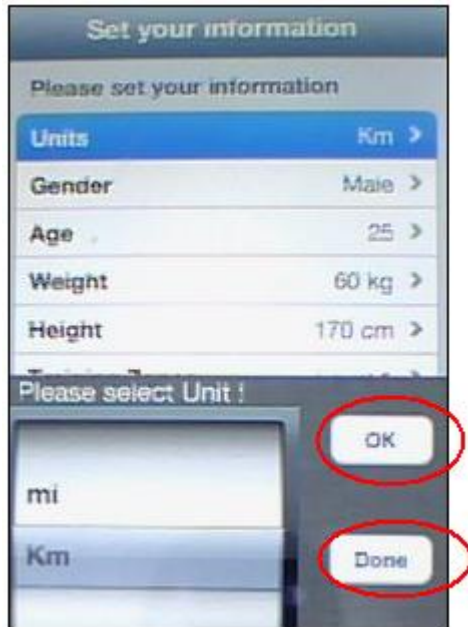 Set your information
Please set your information
Units Km >
Gender Male >
Age 25 >
Weight 60 kg >
Height 170 cm >
Please select Unit !
OK
mi
Km
Done